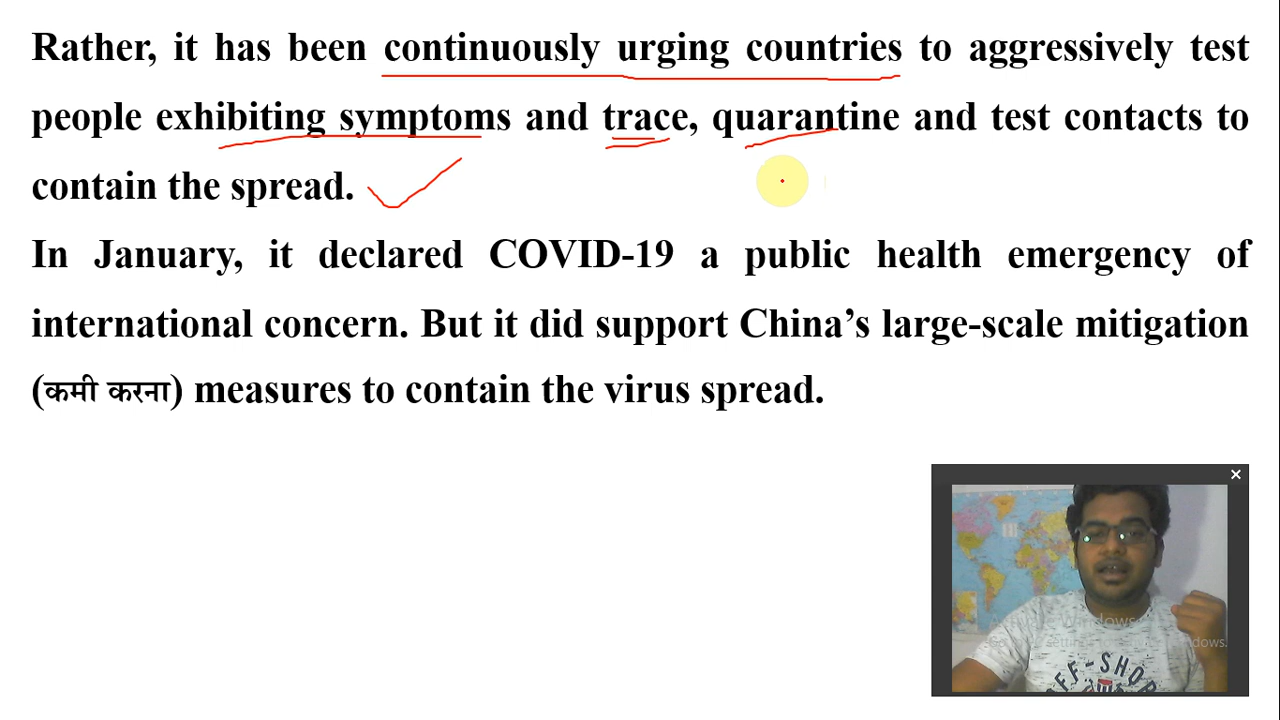 Rather, it has been continuously urging countries to aggressively test
people exhibiting symptoms and trace, quarantine and test contacts to
contain the spread.
In January, it declared COVID-19 a public health emergency of
international concern. But it did support China’s large-scale mitigation
(कमी करना) measures to contain the virus spread.